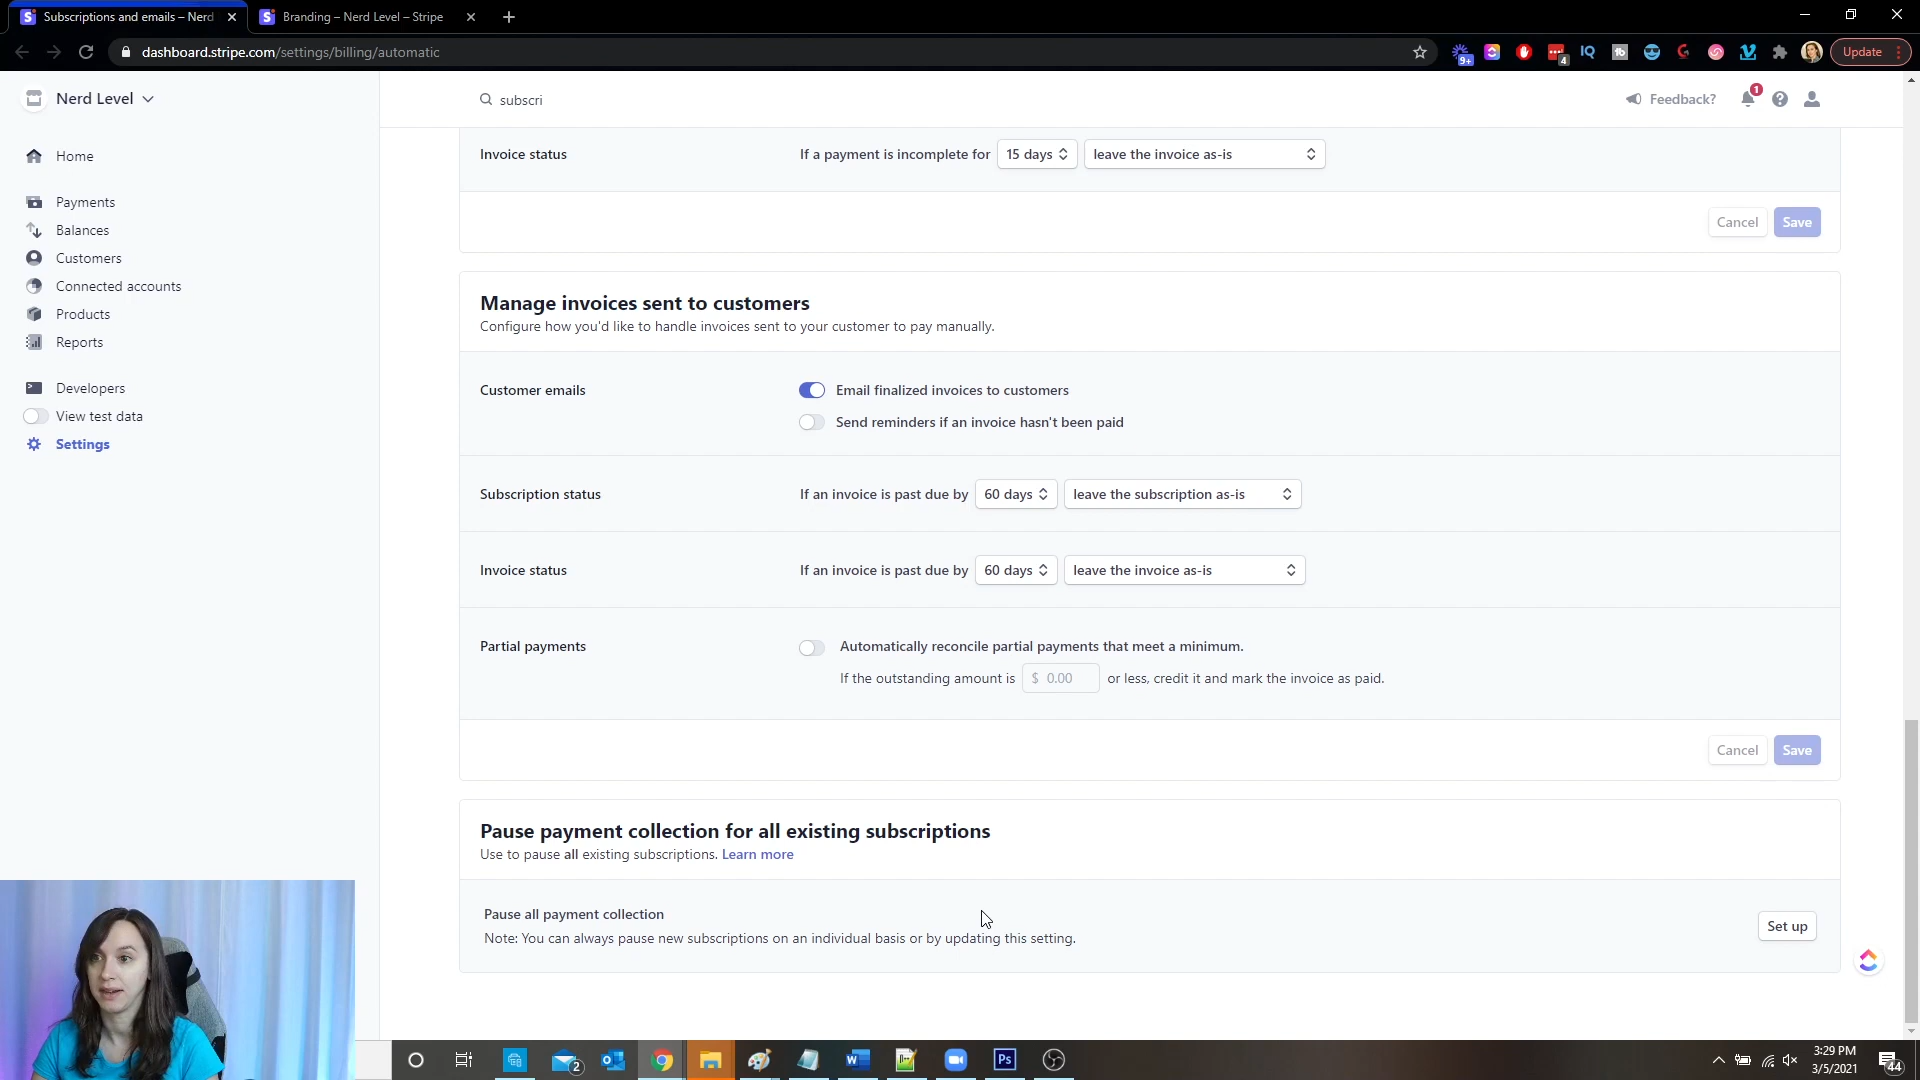 Subscriptions and emails – Nerd
Branding – Nerd Level – Stripe
dashboard.stripe.com/settings/billing/automatic
9+
4
IQ
Update
Nerd Level
subscri
Feedback?
1
Home
Payments
Balances
Customers
Connected accounts
Products
Reports
Developers
View test data
Settings
Invoice status
If a payment is incomplete for 15 days leave the invoice as-is
Cancel Save
Manage invoices sent to customers
Configure how you'd like to handle invoices sent to your customer to pay manually.
Customer emails
Email finalized invoices to customers
Send reminders if an invoice hasn't been paid
Subscription status
If an invoice is past due by 60 days leave the subscription as-is
Invoice status
If an invoice is past due by 60 days leave the invoice as-is
Partial payments
Automatically reconcile partial payments that meet a minimum.
If the outstanding amount is $ 0.00 or less, credit it and mark the invoice as paid.
Cancel Save
Pause payment collection for all existing subscriptions
Use to pause all existing subscriptions. Learn more
Pause all payment collection
Note: You can always pause new subscriptions on an individual basis or by updating this setting.
Set up
2
Ps
3:29 PM
3/5/2021
44